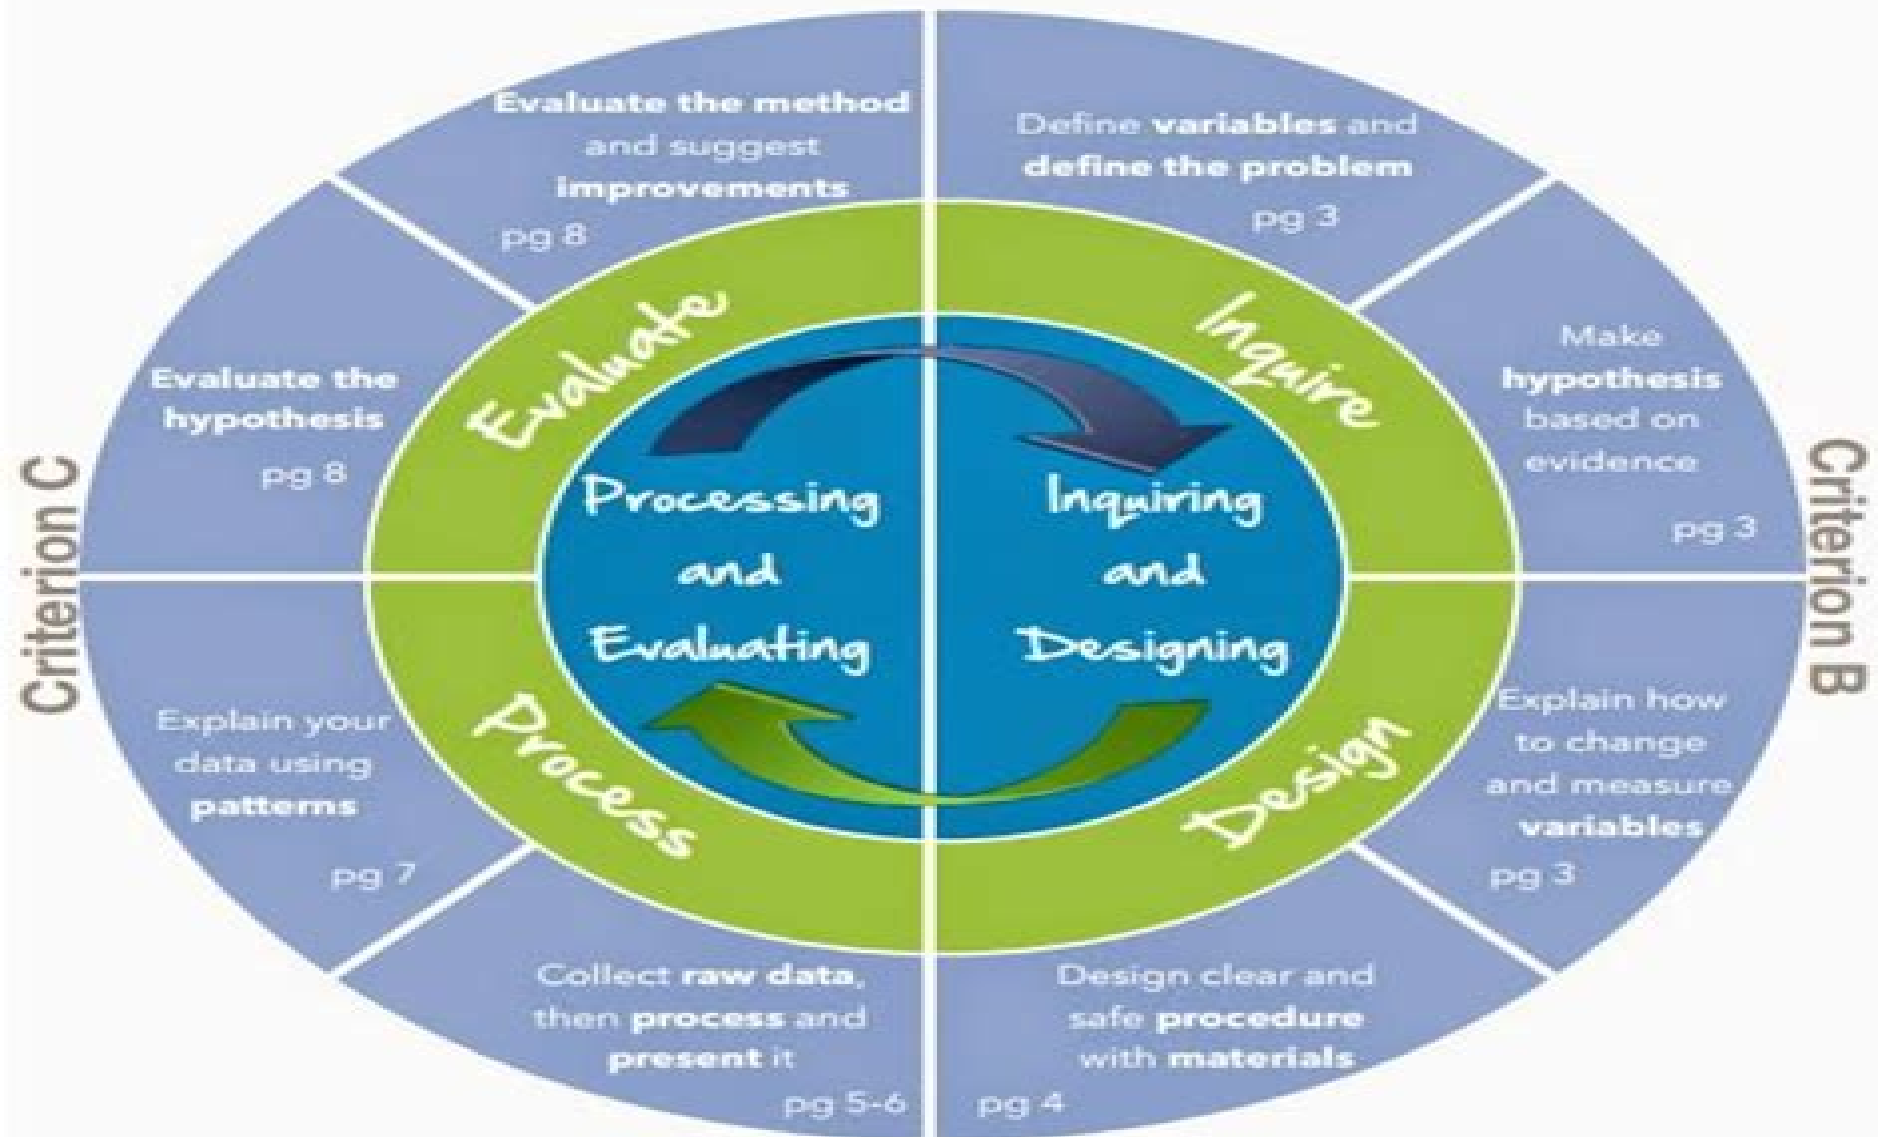 Evaluate the method
and suggest
improvements
pg 8
Define variables and
define the problem
pg 3
Evaluate the
hypothesis
pg 8
Make
hypothesis
based on
evidence
pg 3
Evaluate
Inquire
Criterion C
Criterion B
Processing
and
Evaluating
Inquiring
and
Designing
Process
Design
Explain your
data using
patterns
pg 7
Explain how
to change
and measure
variables
pg 3
Collect raw data,
then process and
present it
pg 5-6
Design clear and
safe procedure
with materials
pg 4